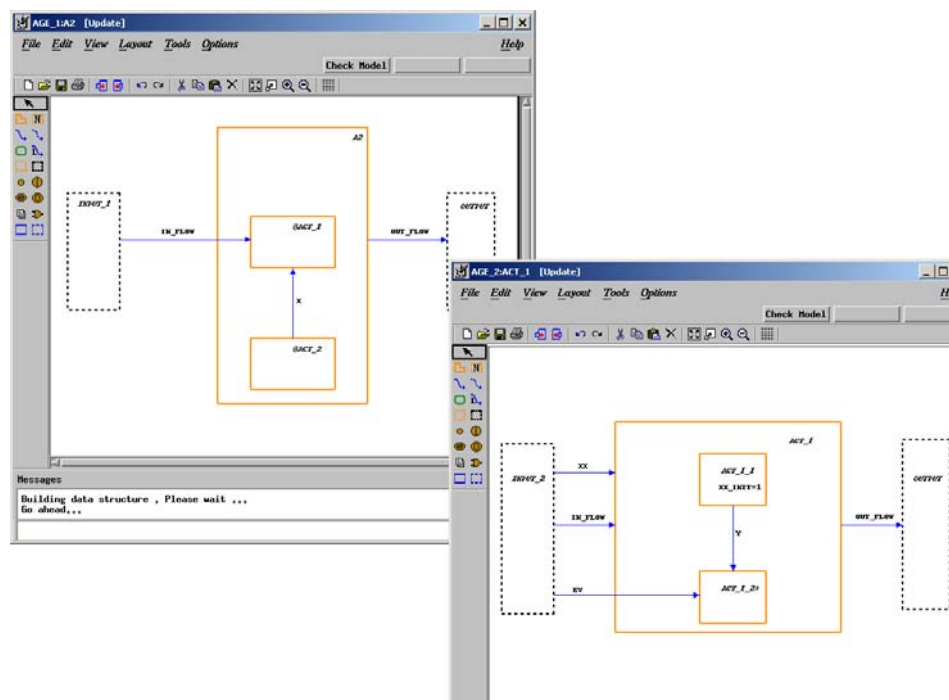 AGE_1:A2 [Update]
File Edit View Layout Tools Options Help
Check Model
A2
INPUT_1
OUTPUT
@ACT_1
IN_FLOW
OUT_FLOW
X
@ACT_2
Messages
Building data structure , Please wait ...
Go ahead...
AGE_2:ACT_1 [Update]
File Edit View Layout Tools Options H
Check Model
ACT_1
XX
ACT_1_1
INPUT_2
OUTPUT
XX_INIT=1
IN_FLOW
OUT_FLOW
Y
EV
ACT_1_2>